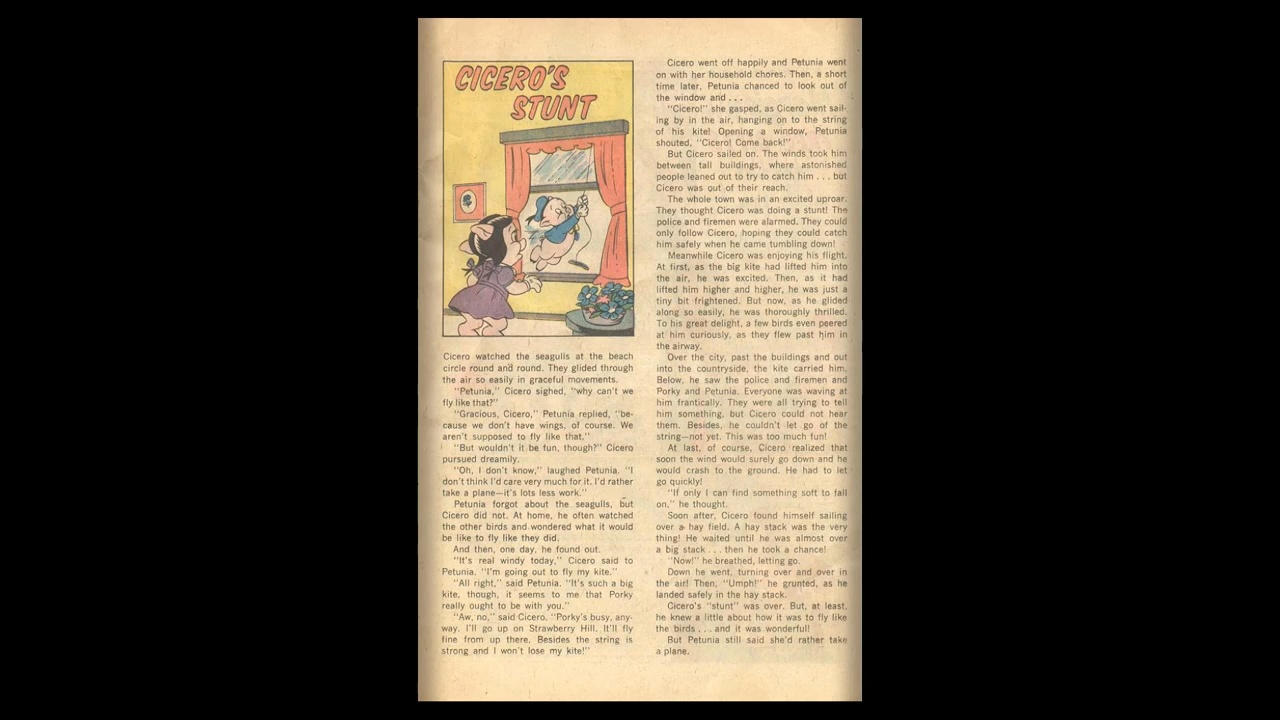 CICERO'S
STUNT
Cicero watched the seagulls at the beach
circle round and round. They glided through
the air so easily in graceful movements.
"Petunia," Cicero sighed, "why can't we
fly like that?"
"Gracious, Cicero," Petunia replied, "be-
cause we don't have wings, of course. We
aren't supposed to fly like that."
"But wouldn't it be fun, though?" Cicero
pursued dreamily.
"Oh, I don't know," laughed Petunia. "I
don't think I'd care very much for it. I'd rather
take a plane—it's lots less work."
Petunia forgot about the seagulls, but
Cicero did not. At home, he often watched
the other birds and wondered what it would
be like to fly like they did.
And then, one day, he found out.
"It's real windy today," Cicero said to
Petunia. "I'm going out to fly my kite."
"All right," said Petunia. "It's such a big
kite, though, it seems to me that Porky
really ought to be with you."
"Aw, no," said Cicero. "Porky's busy, any-
way. I'll go up on Strawberry Hill. It'll fly
fine from up there. Besides the string is
strong and I won't lose my kite!"
Cicero went off happily and Petunia went
on with her household chores. Then, a short
time later, Petunia chanced to look out of
the window and . . .
"Cicero!" she gasped, as Cicero went sail-
ing by in the air, hanging on to the string
of his kite! Opening a window, Petunia
shouted, "Cicero! Come back!"
But Cicero sailed on. The winds took him
between tall buildings, where astonished
people leaned out to try to catch him . . . but
Cicero was out of their reach.
The whole town was in an excited uproar.
They thought Cicero was doing a stunt! The
police and firemen were alarmed. They could
only follow Cicero, hoping they could catch
him safely when he came tumbling down!
Meanwhile Cicero was enjoying his flight.
At first, as the big kite had lifted him into
the air, he was excited. Then, as it had
lifted him higher and higher, he was just a
tiny bit frightened. But now, as he glided
along so easily, he was thoroughly thrilled.
To his great delight, a few birds even peered
at him curiously, as they flew past him in
the airway.
Over the city, past the buildings and out
into the countryside, the kite carried him.
Below, he saw the police and firemen and
Porky and Petunia. Everyone was waving at
him frantically. They were all trying to tell
him something, but Cicero could not hear
them. Besides, he couldn't let go of the
string—not yet. This was too much fun!
At last, of course, Cicero realized that
soon the wind would surely go down and he
would crash to the ground. He had to let
go quickly!
"If only I can find something soft to fall
on," he thought.
Soon after, Cicero found himself sailing
over a hay field. A hay stack was the very
thing! He waited until he was almost over
a big stack . . . then he took a chance!
"Now!" he breathed, letting go.
Down he went, turning over and over in
the air! Then, "Umph!" he grunted, as he
landed safely in the hay stack.
Cicero's "stunt" was over. But, at least,
he knew a little about how it was to fly like
the birds . . . and it was wonderful!
But Petunia still said she'd rather take
a plane.